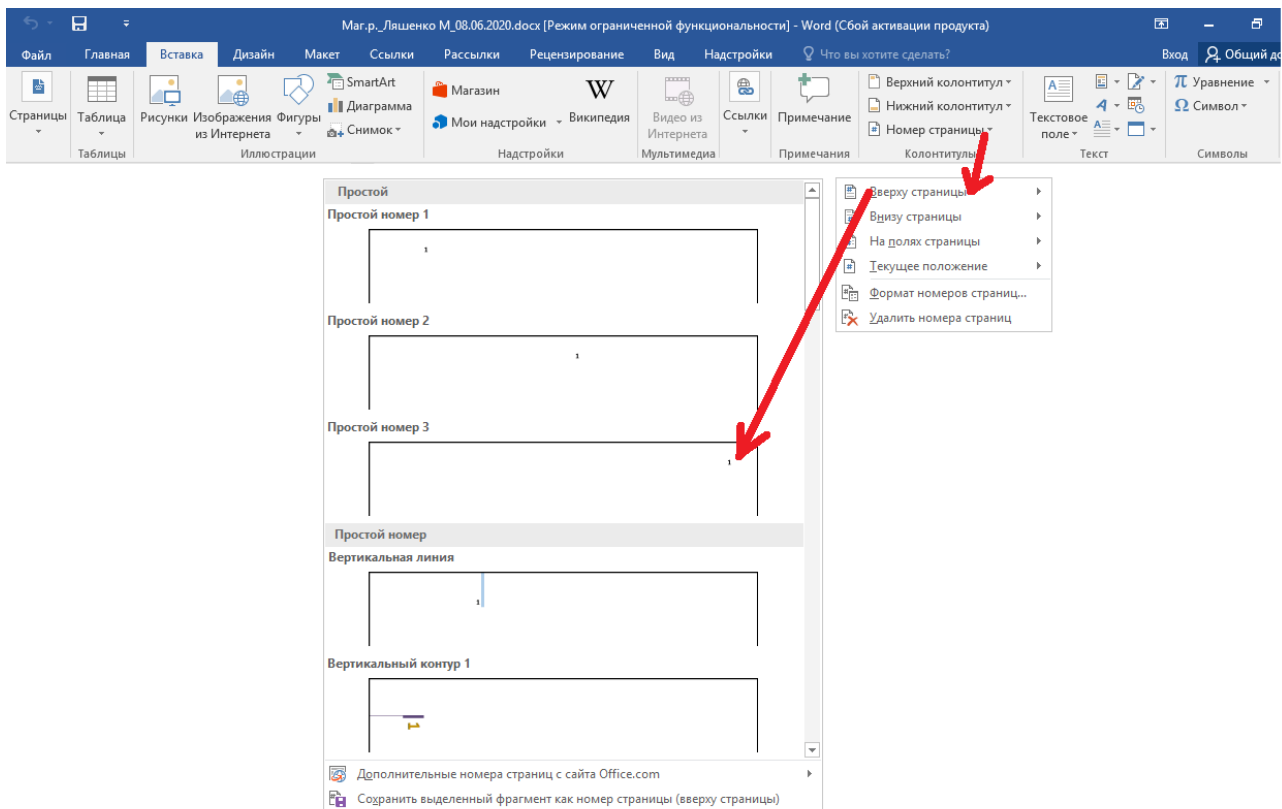 Маг.р._Ляшенко М_08.06.2020.docx [Режим ограниченной функциональности] - Word (Сбой активации продукта)
Файл Главная Вставка Дизайн Макет Ссылки Рассылки Рецензирование Вид Надстройки Что вы хотите сделать? Вход Общий до
Страницы
Таблица
Таблицы
Рисунки Изображения из Интернета Фигуры
SmartArt
Диаграмма
Снимок
Иллюстрации
Магазин
Мои надстройки
W
Википедия
Надстройки
Видео из Интернета
Мультимедиа
Ссылки
Примечание
Примечания
Верхний колонтитул
Нижний колонтитул
Номер страницы
Колонтитулы
A
Текстовое поле
A
A
Текст
π Уравнение
Ω Символ
Символы
Вверху страницы
Внизу страницы
На полях страницы
Текущее положение
Формат номеров страниц...
Удалить номера страниц
Простой
Простой номер 1
1
Простой номер 2
1
Простой номер 3
1
Простой номер
Вертикальная линия
1
Вертикальный контур 1
1
Дополнительные номера страниц с сайта Office.com
Сохранить выделенный фрагмент как номер страницы (вверху страницы)